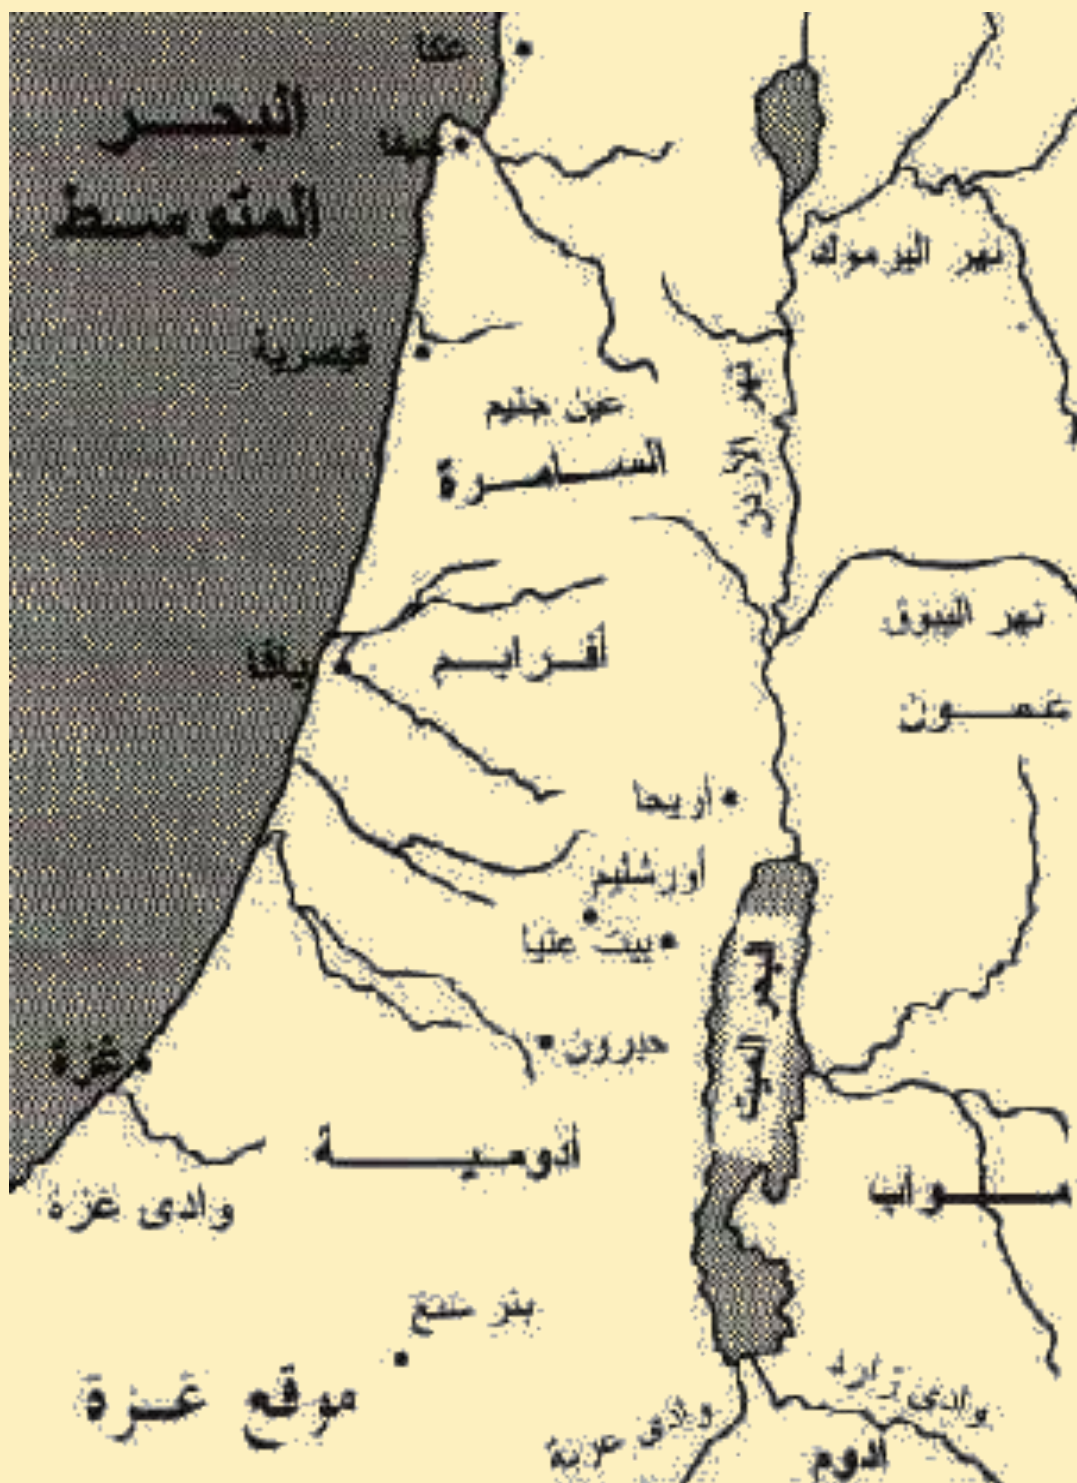 عكا
البحر
حيفا
المتوسط
نهر اليرموك
قيصرية
عين جنيم
نهر الأردن
السامرة
نهر اليبوق
أفرايم
يافا
عمون
أريحا
أورشليم
بيت عنيا
البحر الميت
حبرون
غزة
أدومية
موآب
وادى غزة
بئر سبع
موقع غزة
وادى زارد
وادى عربة
أدوم